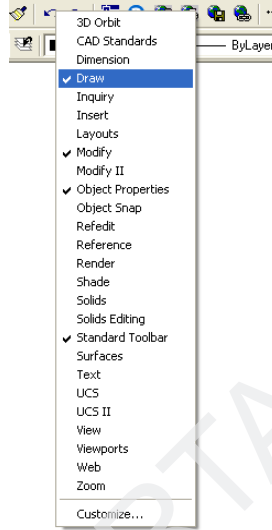 3D Orbit
CAD Standards
ByLayer
Dimension
Draw
Inquiry
Insert
Layouts
Modify
Modify II
Object Properties
Object Snap
Refedit
Reference
Render
Shade
Solids
Solids Editing
Standard Toolbar
Surfaces
Text
UCS
UCS II
View
Viewports
Web
Zoom
Customize...